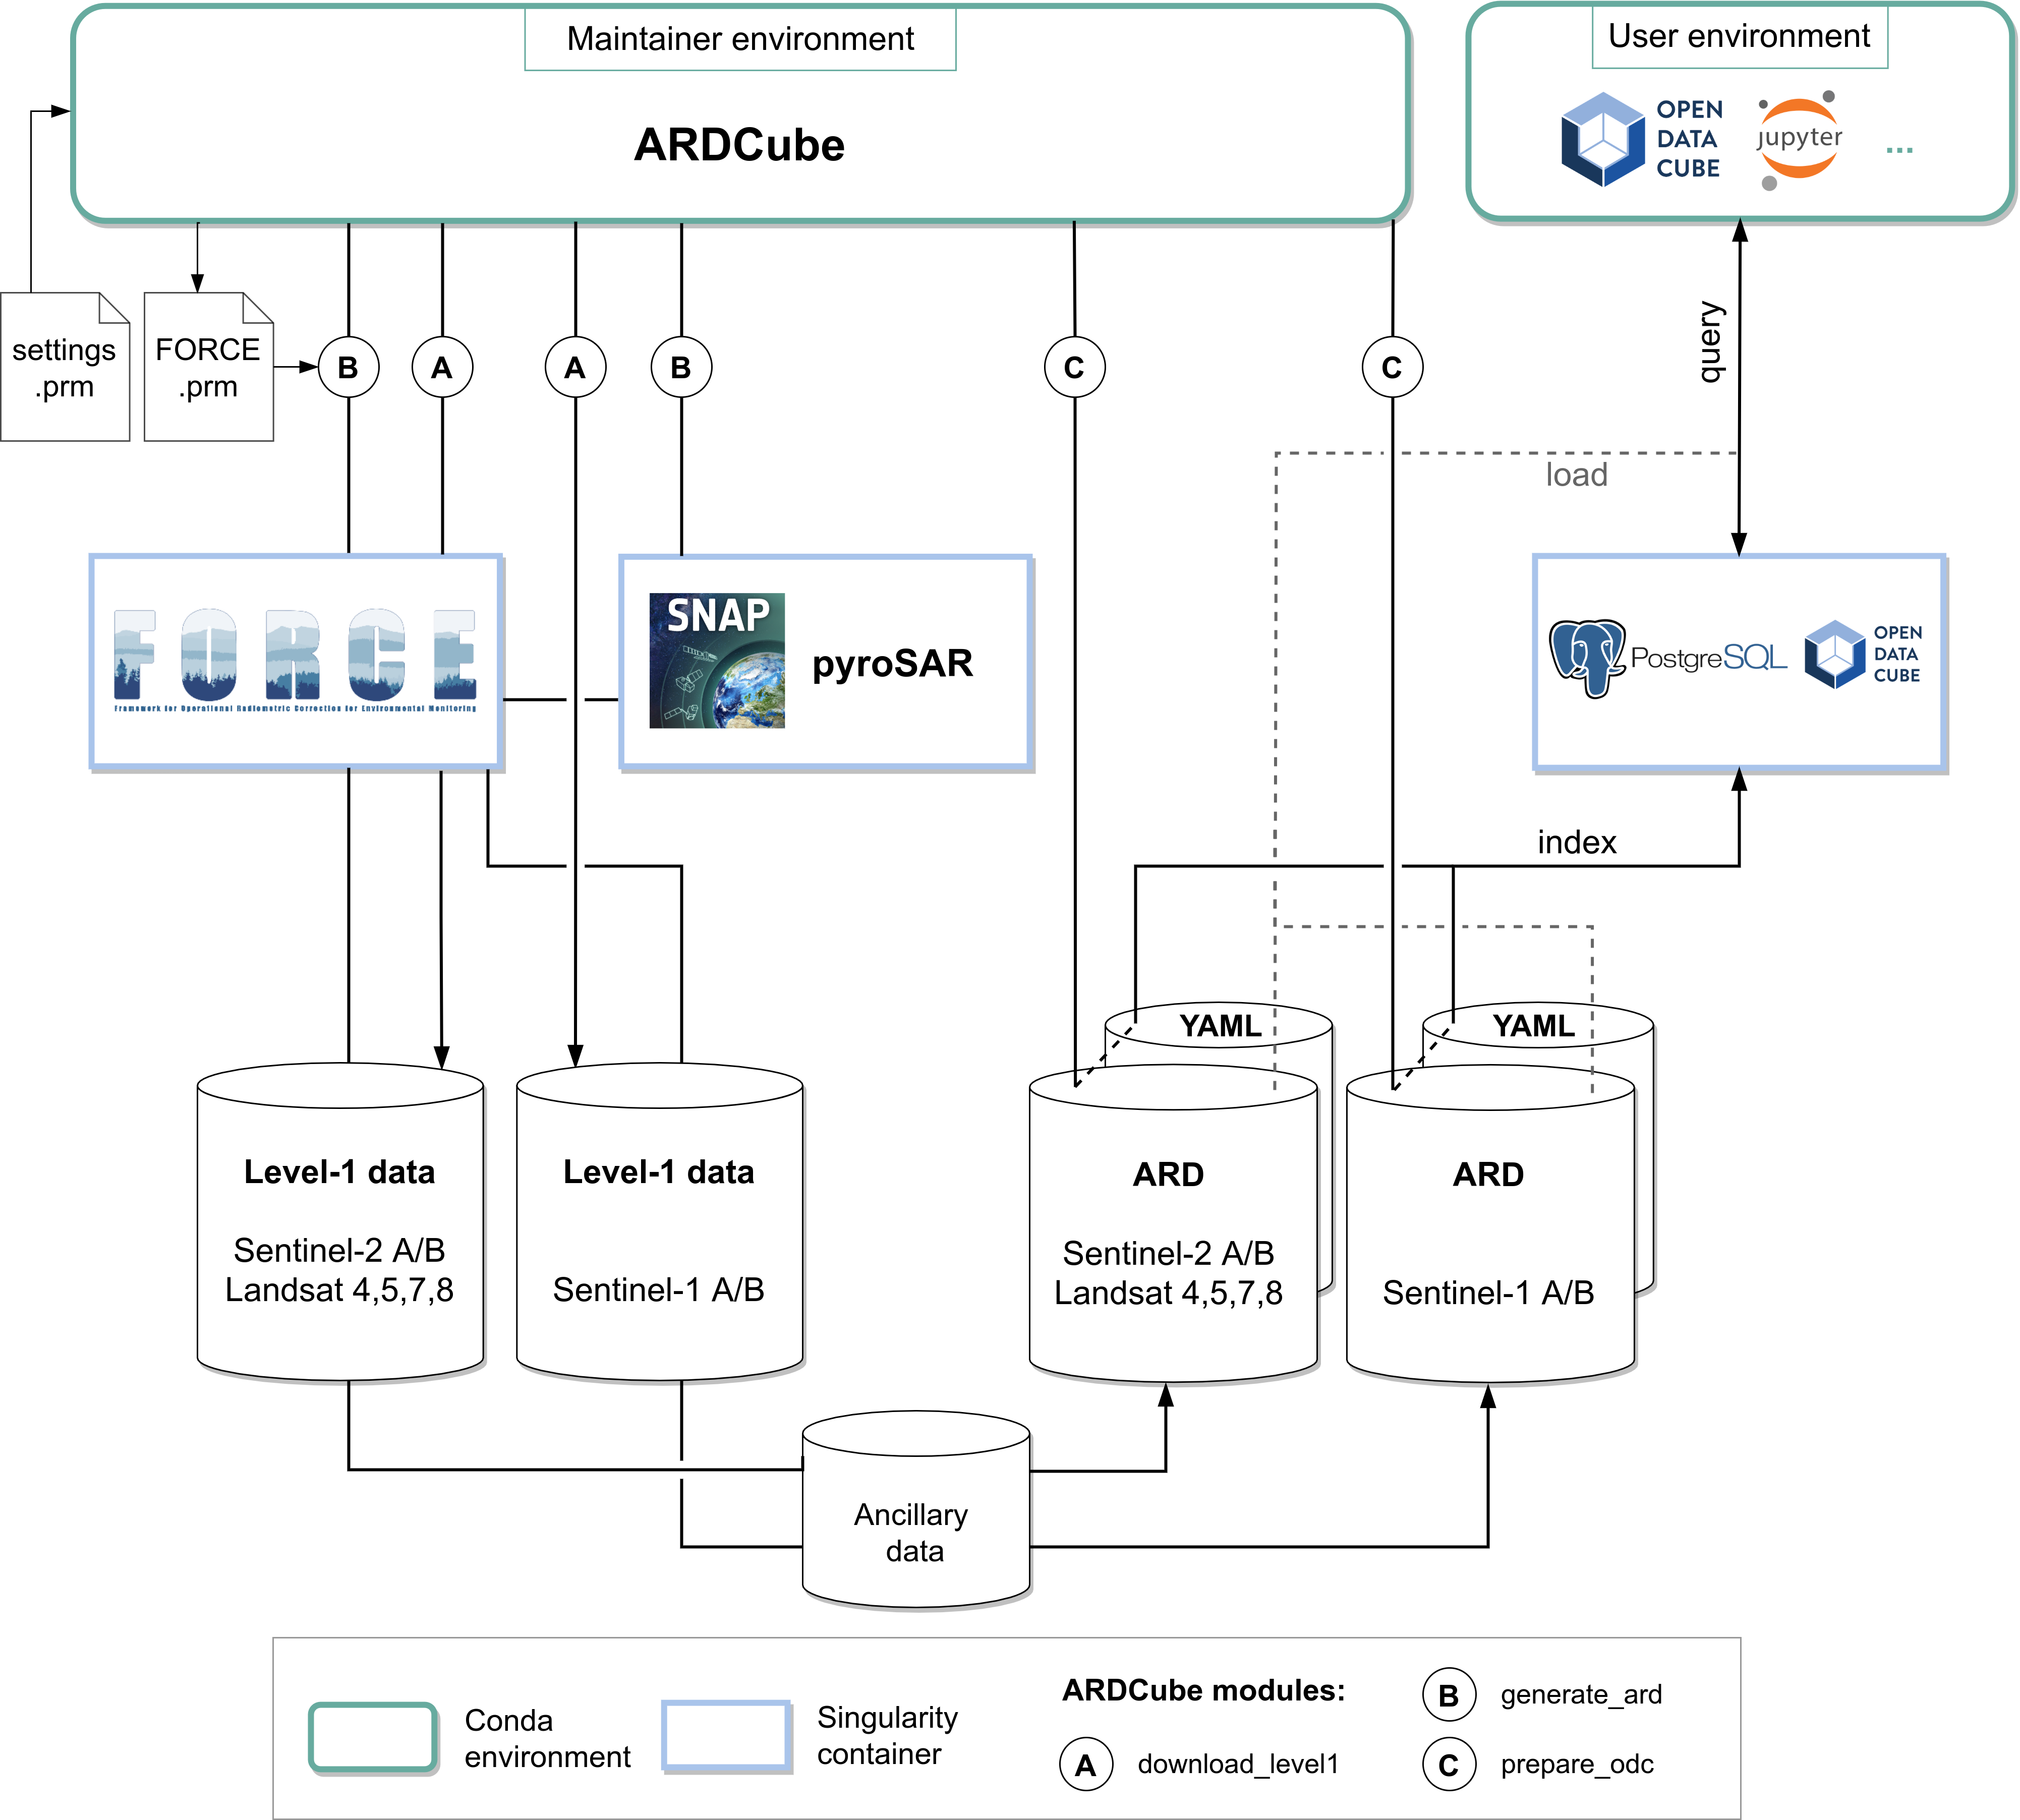 Maintainer environment
ARDCube
User environment
OPEN
DATA
CUBE
jupyter
...
settings
.prm
FORCE
.prm
B
A
A
B
C
C
query
load
FORCE
Framework for Operational Radiometric Correction for Environmental Monitoring
SNAP
pyroSAR
PostgreSQL
OPEN
DATA
CUBE
index
YAML
YAML
Level-1 data
Sentinel-2 A/B
Landsat 4,5,7,8
Level-1 data
Sentinel-1 A/B
ARD
Sentinel-2 A/B
Landsat 4,5,7,8
ARD
Sentinel-1 A/B
Ancillary
data
Conda
environment
Singularity
container
ARDCube modules:
A download_level1
B generate_ard
C prepare_odc